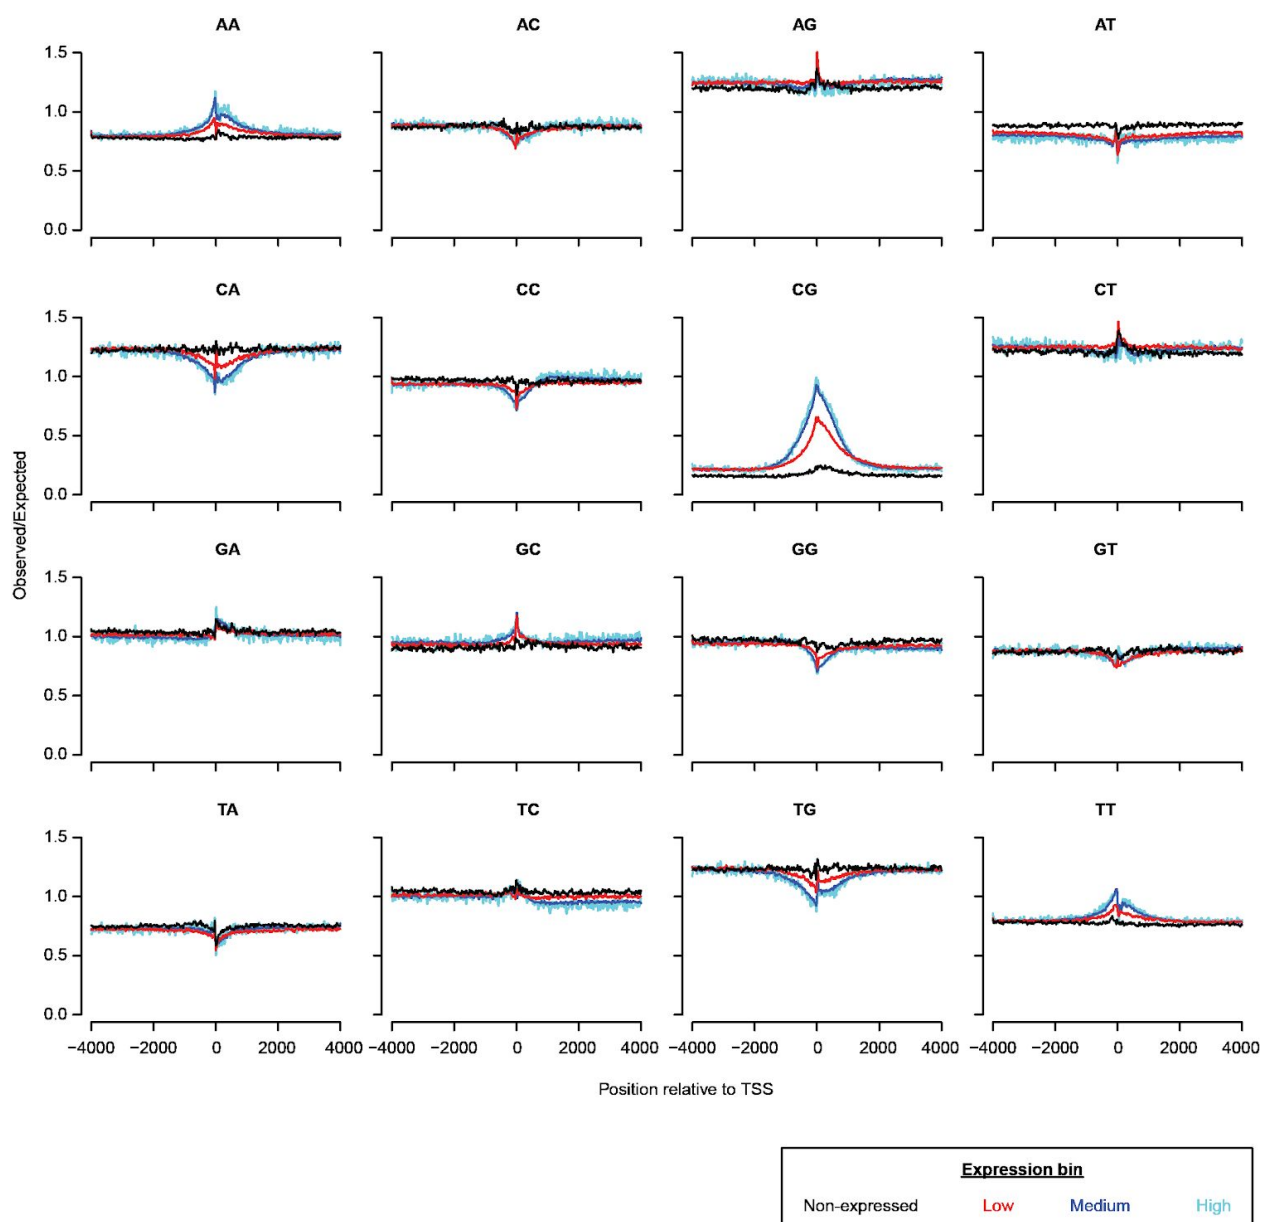 AA AC AG AT
1.5
1.0
0.5
0.0
CA CC CG CT
1.5
1.0
0.5
0.0
GA GC GG GT
1.5
1.0
0.5
0.0
TA TC TG TT
1.5
1.0
0.5
0.0
Observed/Expected
−4000 −2000 0 2000 4000 −4000 −2000 0 2000 4000 −4000 −2000 0 2000 4000 −4000 −2000 0 2000 4000
Position relative to TSS
Expression bin
Non-expressed Low Medium High